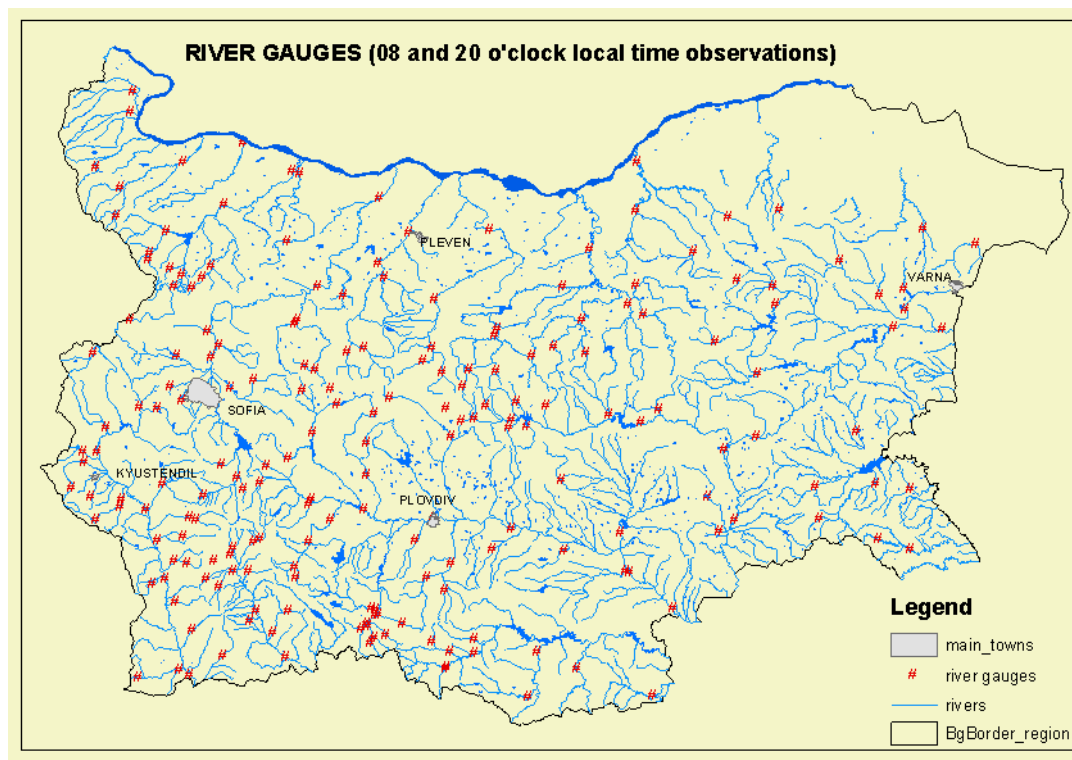 RIVER GAUGES (08 and 20 o'clock local time observations)
PLEVEN
VARNA
SOFIA
KYUSTENDIL
PLOVDIV
Legend
main_towns
river gauges
rivers
BgBorder_region